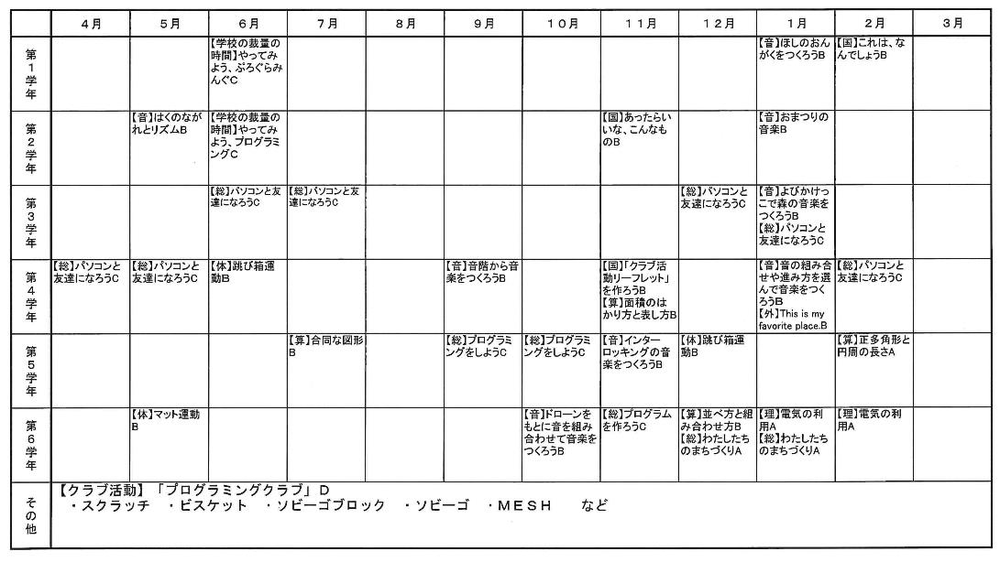 4月 5月 6月 7月 8月 9月 10月 11月 12月 1月 2月 3月
第1学年
【学校の裁量の
時間】やってみ
よう、ぷろぐらみ
んぐC
【音】ほしのおん
がくをつくろうB
【国】これは、な
んでしょうB
第2学年
【音】はくのなが
れとリズムB
【学校の裁量の
時間】やってみ
よう、プログラミ
ングC
【国】あったらい
いな、こんなも
のB
【音】おまつりの
音楽B
第3学年
【総】パソコンと友
達になろうC
【総】パソコンと友
達になろうC
【総】パソコンと
友達になろうC
【音】よびかけっ
こで森の音楽を
つくろうB
【総】パソコンと
友達になろうC
第4学年
【総】パソコンと
友達になろうC
【総】パソコンと
友達になろうC
【体】跳び箱運
動B
【音】音階から音
楽をつくろうB
【国】「クラブ活
動リーフレット」
を作ろうB
【算】面積のは
かり方と表し方B
【音】音の組み合
せや進み方を選
んで音楽をつく
ろうB
【外】This is my
favorite place.B
【総】パソコンと
友達になろうC
第5学年
【算】合同な図形
B
【総】プログラミ
ングをしようC
【総】プログラミ
ングをしようC
【音】インター
ロッキングの音
楽をつくろうB
【体】跳び箱運
動B
【算】正多角形と
円周の長さA
第6学年
【体】マット運動
B
【音】ドローンを
もとに音を組み
合わせて音楽を
つくろうB
【総】プログラム
を作ろうC
【算】並べ方と組
み合わせ方B
【総】わたしたち
のまちづくりA
【理】電気の利
用A
【総】わたしたち
のまちづくりA
【理】電気の利
用A
その他
【クラブ活動】「プログラミングクラブ」D
・スクラッチ ・ビスケット ・ソビーゴブロック ・ソビーゴ ・MESH など